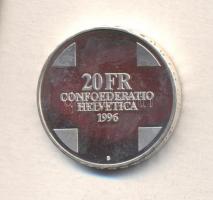 20 FR
CONFOEDERATIO
HELVETICA
1996
B